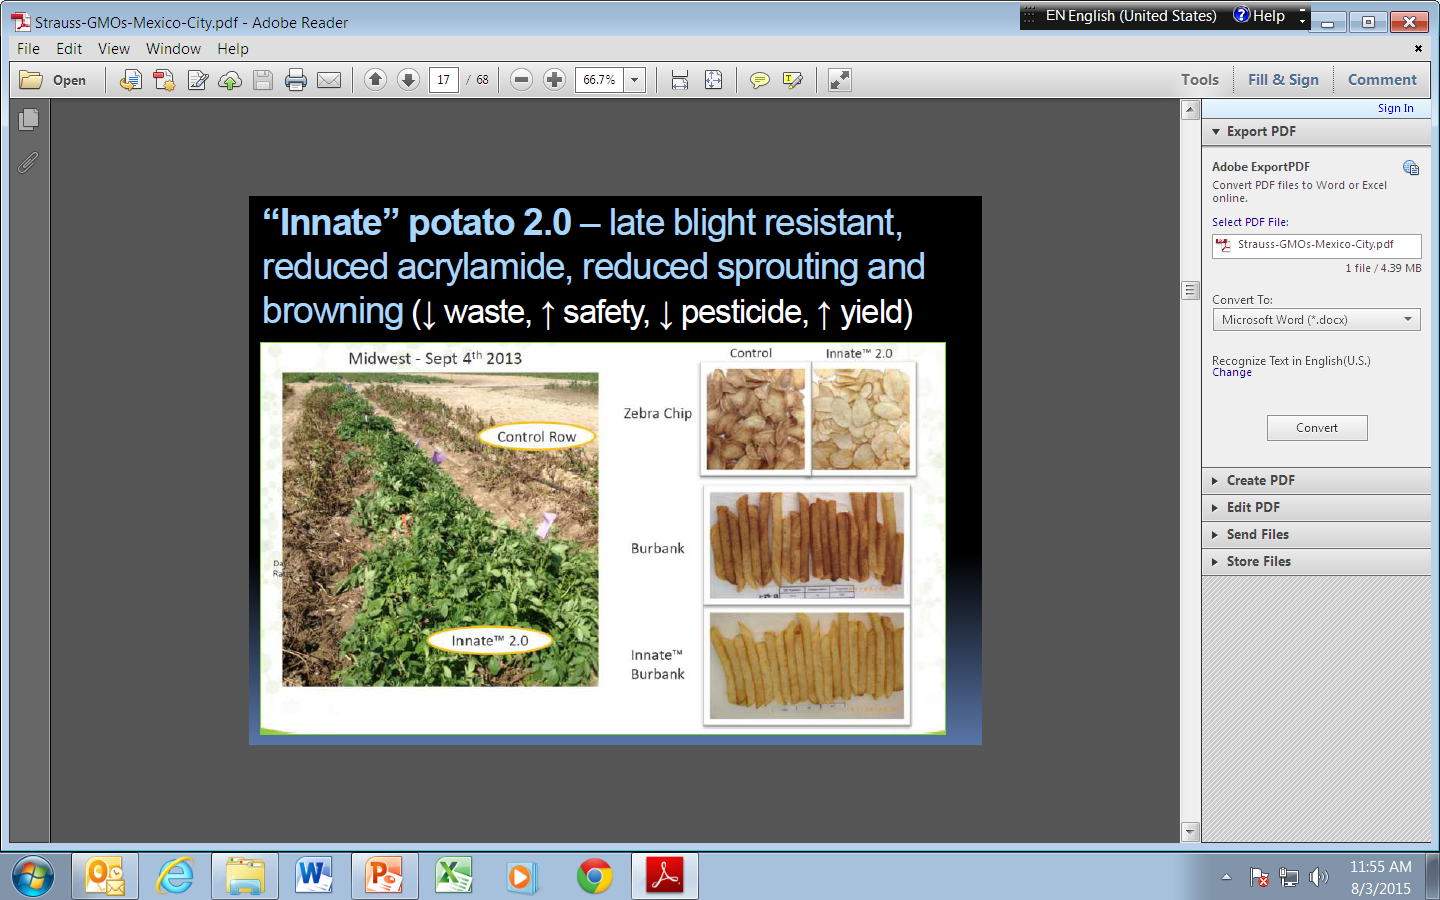 Strauss-GMOs-Mexico-City.pdf - Adobe Reader
EN English (United States) Help
File Edit View Window Help
Open 17 / 68 66.7% Tools Fill & Sign Comment
Sign In
Export PDF
Adobe ExportPDF
Convert PDF files to Word or Excel
online.
Select PDF File:
Strauss-GMOs-Mexico-City.pdf
1 file / 4.39 MB
Convert To:
Microsoft Word (*.docx)
Recognize Text in English(U.S.)
Change
Convert
Create PDF
Edit PDF
Send Files
Store Files
“Innate” potato 2.0 – late blight resistant,
reduced acrylamide, reduced sprouting and
browning (↓ waste, ↑ safety, ↓ pesticide, ↑ yield)
Midwest - Sept 4th 2013
Control Row
Innate™ 2.0
Control Innate™ 2.0
Zebra Chip
Burbank
Innate™
Burbank
11:55 AM
8/3/2015